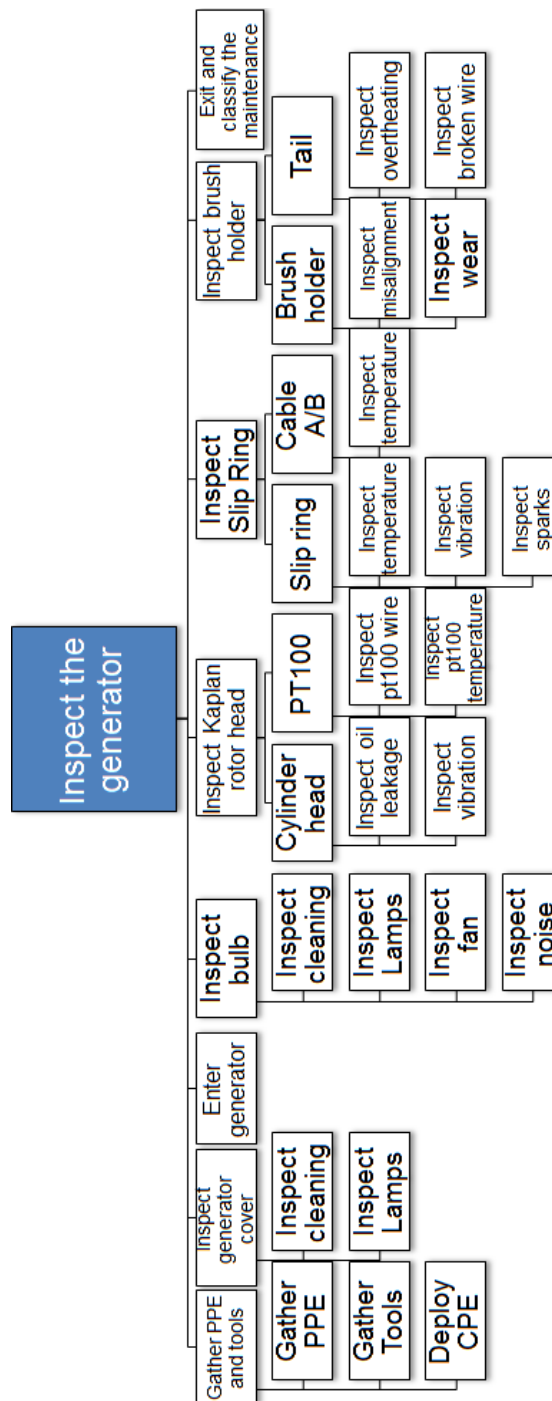 Inspect the
generator
Gather PPE
and tools
Inspect
generator
cover
Enter
generator
Inspect
bulb
Inspect Kaplan
rotor head
Inspect
Slip Ring
Inspect brush
holder
Exit and
classify the
maintenance
Gather
PPE
Gather
Tools
Deploy
CPE
Inspect
cleaning
Inspect
Lamps
Inspect
cleaning
Inspect
Lamps
Inspect
fan
Inspect
noise
Cylinder
head
Inspect oil
leakage
Inspect
vibration
PT100
Inspect
pt100 wire
Inspect
pt100
temperature
Slip ring
Inspect
temperature
Inspect
vibration
Inspect
sparks
Cable
A/B
Inspect
temperature
Brush
holder
Inspect
misalignment
Inspect
wear
Tail
Inspect
overtheating
Inspect
broken wire